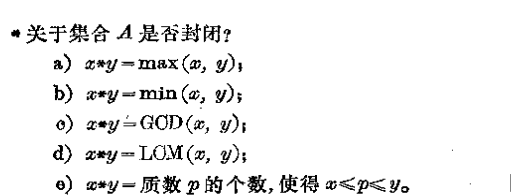 *关于集合 A 是否封闭?
a) x*y=max(x, y);
b) x*y=min(x, y);
c) x*y=GCD(x, y);
d) x*y=LCM(x, y);
e) x*y=质数 p 的个数,使得 x≤p≤y。